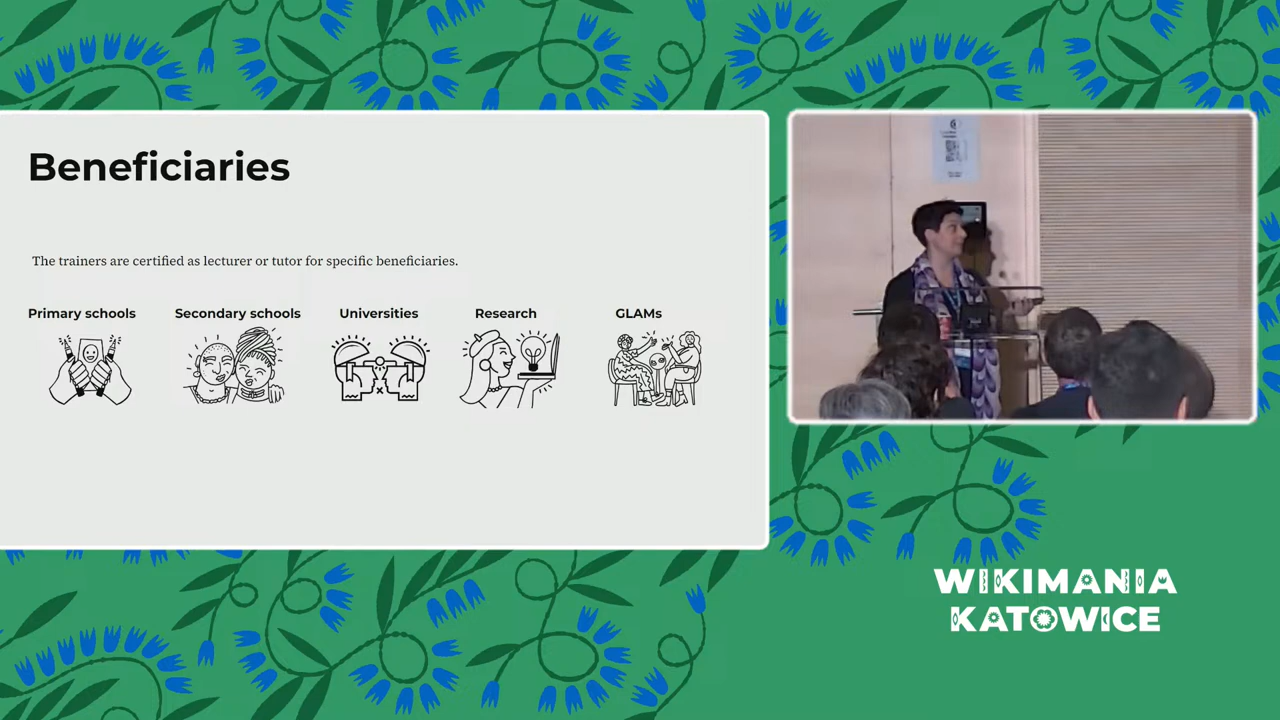 Beneficiaries
The trainers are certified as lecturer or tutor for specific beneficiaries.
Primary schools
Secondary schools
Universities
Research
GLAMs
WIKIMANIA
KATOWICE